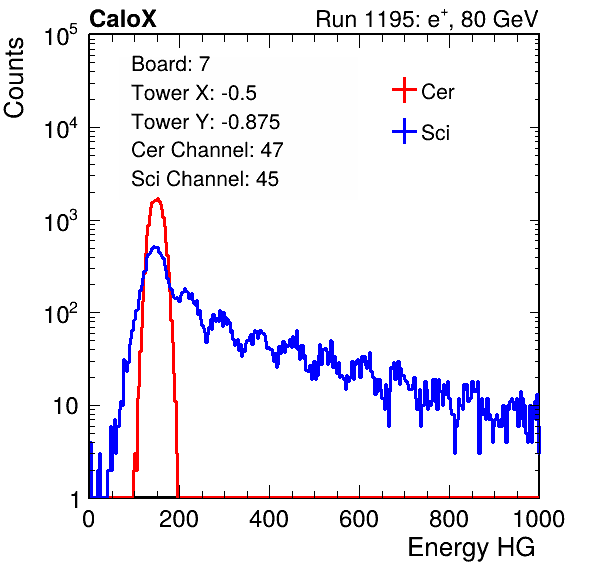 CaloX Run 1195: e⁺, 80 GeV
Counts
10⁵
10⁴
10³
10²
10
1
Board: 7
Tower X: -0.5
Tower Y: -0.875
Cer Channel: 47
Sci Channel: 45
Cer
Sci
0 200 400 600 800 1000
Energy HG